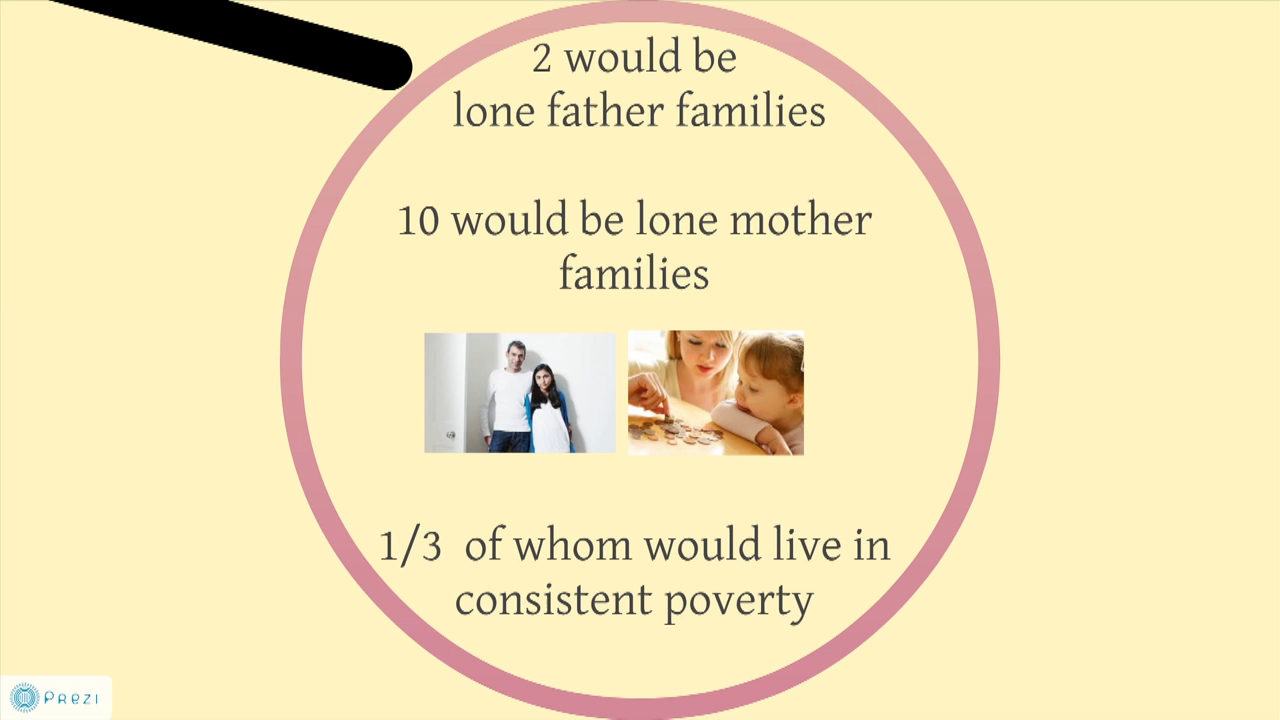 2 would be
lone father families
10 would be lone mother
families
1/3 of whom would live in
consistent poverty
Prezi